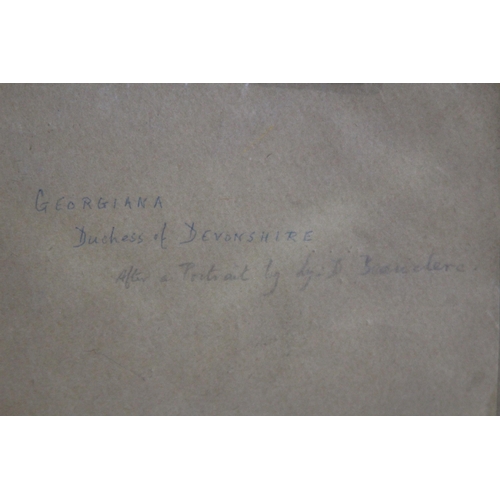 GEORGIANA
Duchess of DEVONSHIRE
After a Portrait by